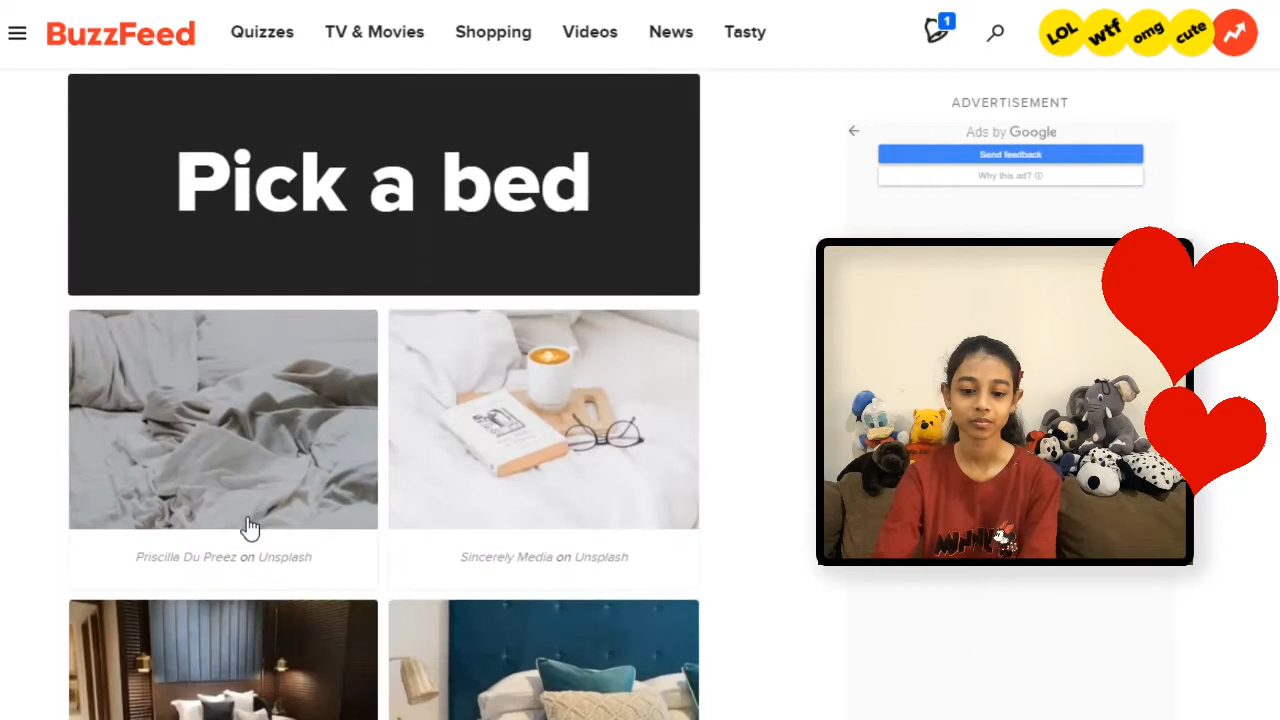 BuzzFeed Quizzes TV & Movies Shopping Videos News Tasty 1 LOL wtf omg cute
ADVERTISEMENT
Ads by Google
Send feedback
Why this ad?
Pick a bed
Priscilla Du Preez on Unsplash
Sincerely Media on Unsplash